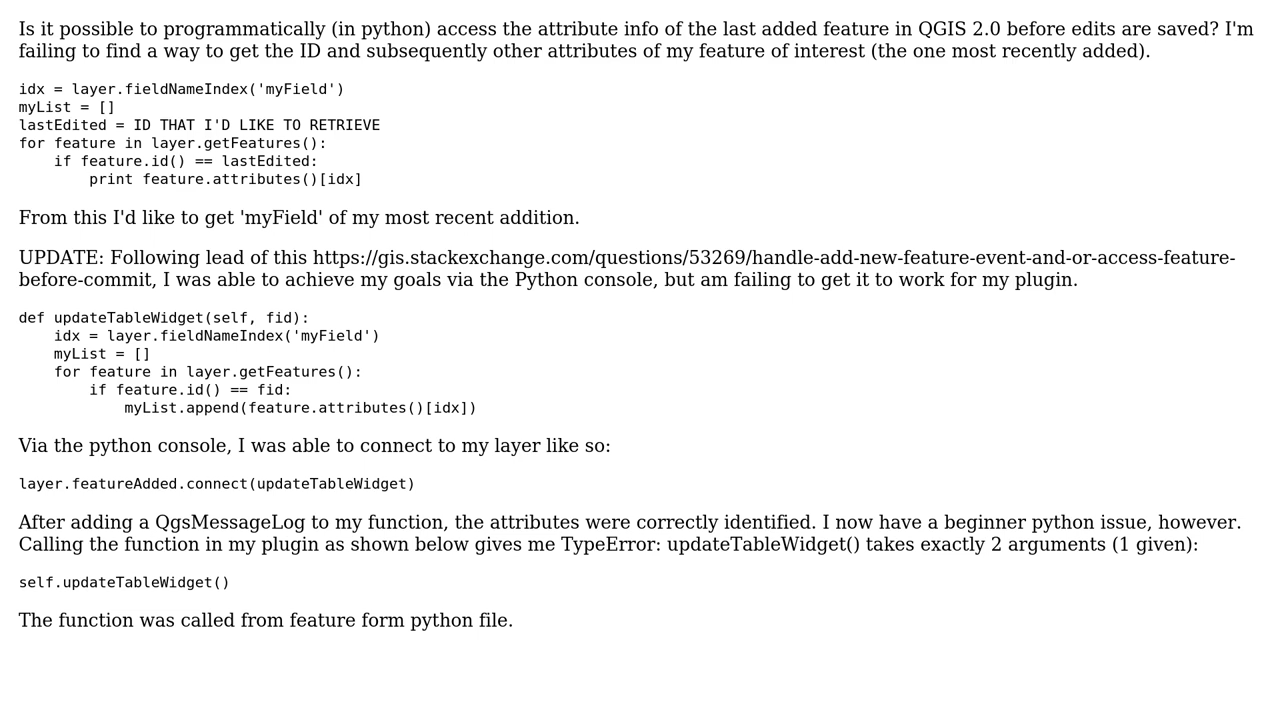 Is it possible to programmatically (in python) access the attribute info of the last added feature in QGIS 2.0 before edits are saved? I'm
failing to find a way to get the ID and subsequently other attributes of my feature of interest (the one most recently added).
idx = layer.fieldNameIndex('myField')
myList = []
lastEdited = ID THAT I'D LIKE TO RETRIEVE
for feature in layer.getFeatures():
    if feature.id() == lastEdited:
        print feature.attributes()[idx]
From this I'd like to get 'myField' of my most recent addition.
UPDATE: Following lead of this https://gis.stackexchange.com/questions/53269/handle-add-new-feature-event-and-or-access-feature-
before-commit, I was able to achieve my goals via the Python console, but am failing to get it to work for my plugin.
def updateTableWidget(self, fid):
    idx = layer.fieldNameIndex('myField')
    myList = []
    for feature in layer.getFeatures():
        if feature.id() == fid:
            myList.append(feature.attributes()[idx])
Via the python console, I was able to connect to my layer like so:
layer.featureAdded.connect(updateTableWidget)
After adding a QgsMessageLog to my function, the attributes were correctly identified. I now have a beginner python issue, however.
Calling the function in my plugin as shown below gives me TypeError: updateTableWidget() takes exactly 2 arguments (1 given):
self.updateTableWidget()
The function was called from feature form python file.